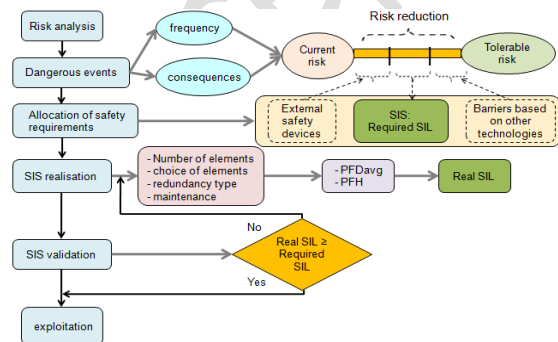 Risk analysis
Dangerous events
Allocation of safety
requirements
SIS realisation
SIS validation
exploitation
frequency
consequences
Current
risk
Risk reduction
Tolerable
risk
External
safety
devices
SIS:
Required SIL
Barriers based
on other
technologies
- Number of elements
- choice of elements
- redundancy type
- maintenance
- PFDavg
- PFH
Real SIL
No
Real SIL ≥
Required
SIL
Yes